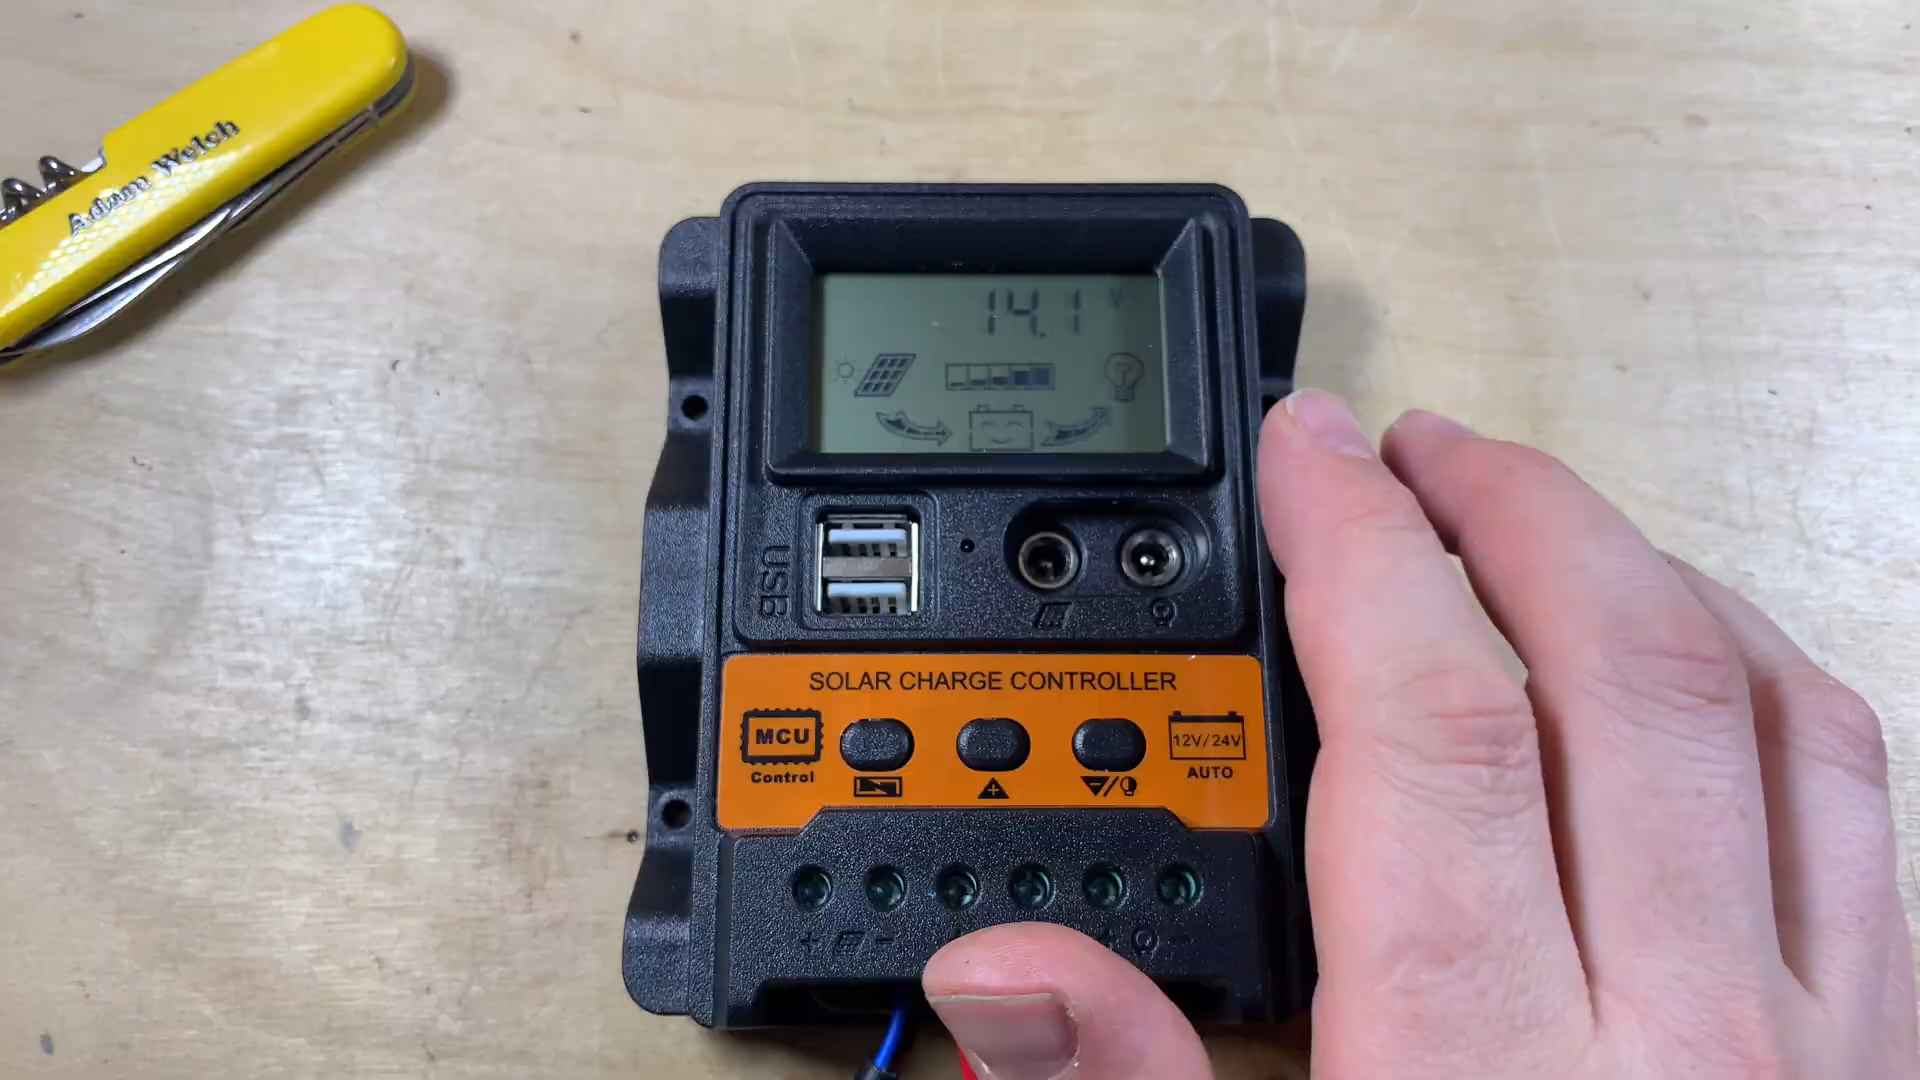 Adam Welch
14.1 V
USB
SOLAR CHARGE CONTROLLER
MCU
Control
12V/24V
AUTO
+ -
+ -